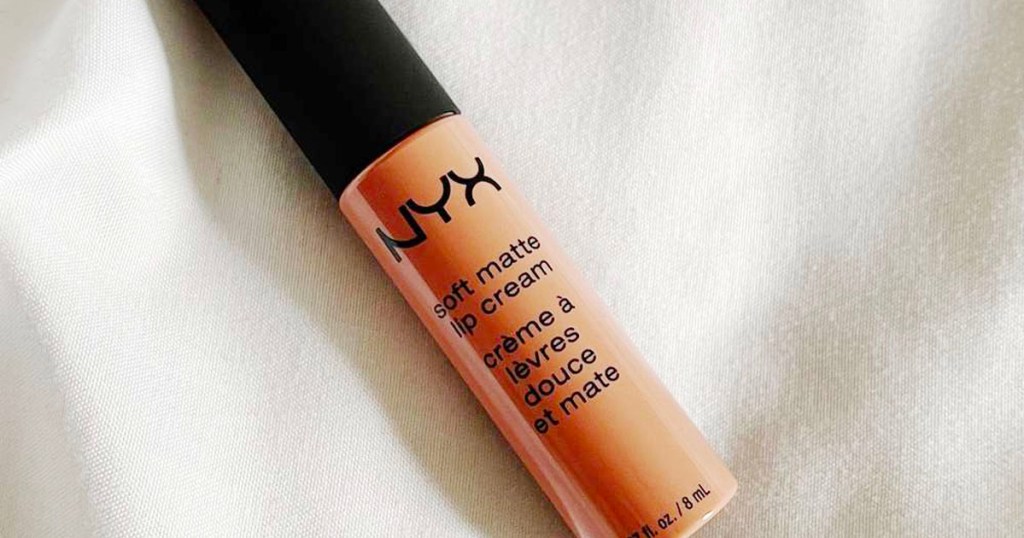 NYX
soft matte
lip cream
crème à
lèvres
douce
et mate
fl. oz. / 8 mL